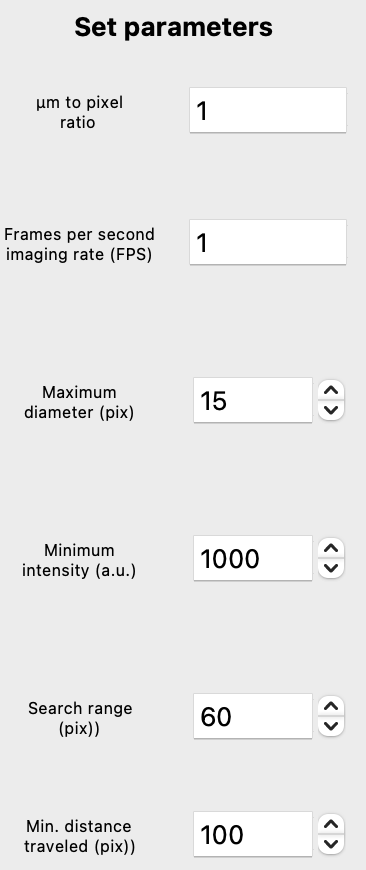 Set parameters
µm to pixel
ratio
1
Frames per second
imaging rate (FPS)
1
Maximum
diameter (pix)
15
Minimum
intensity (a.u.)
1000
Search range
(pix))
60
Min. distance
traveled (pix))
100